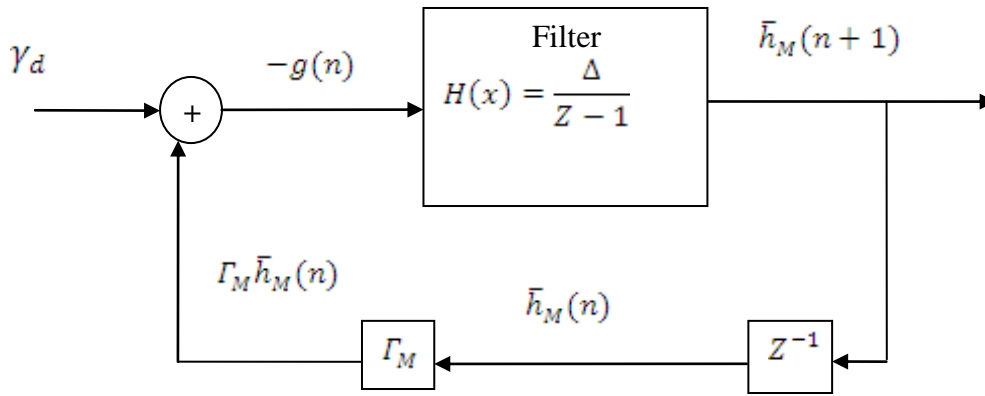 γ_d
+
−g(n)
Filter
H(x) = Δ / (Z − 1)
h̄_M(n + 1)
Γ_M h̄_M(n)
h̄_M(n)
Γ_M
Z^{−1}